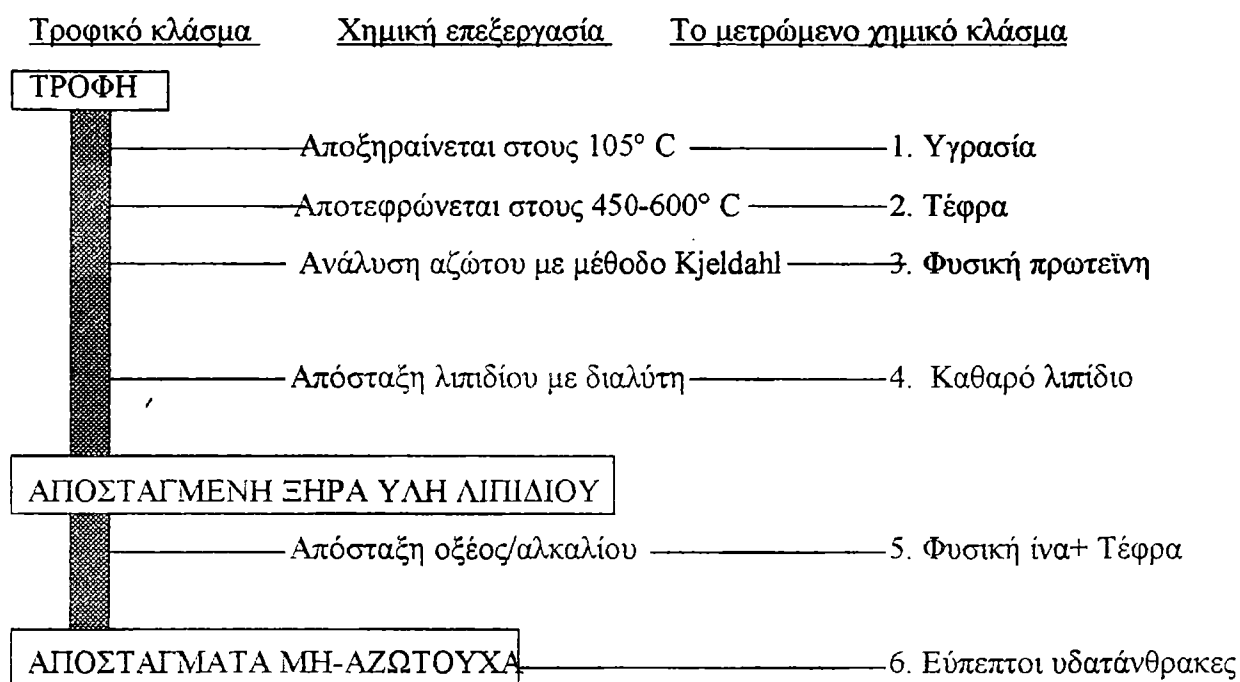 Τροφικό κλάσμα Χημική επεξεργασία Το μετρώμενο χημικό κλάσμα
ΤΡΟΦΗ
Αποξηραίνεται στους 105° C 1. Υγρασία
Αποτεφρώνεται στους 450-600° C 2. Τέφρα
Ανάλυση αζώτου με μέθοδο Kjeldahl 3. Φυσική πρωτεϊνη
Απόσταξη λιπιδίου με διαλύτη 4. Καθαρό λιπίδιο
ΑΠΟΣΤΑΓΜΕΝΗ ΞΗΡΑ ΥΛΗ ΛΙΠΙΔΙΟΥ
Απόσταξη οξέος/αλκαλίου 5. Φυσική ίνα+ Τέφρα
ΑΠΟΣΤΑΓΜΑΤΑ ΜΗ-ΑΖΩΤΟΥΧΑ 6. Εύπεπτοι υδατάνθρακες